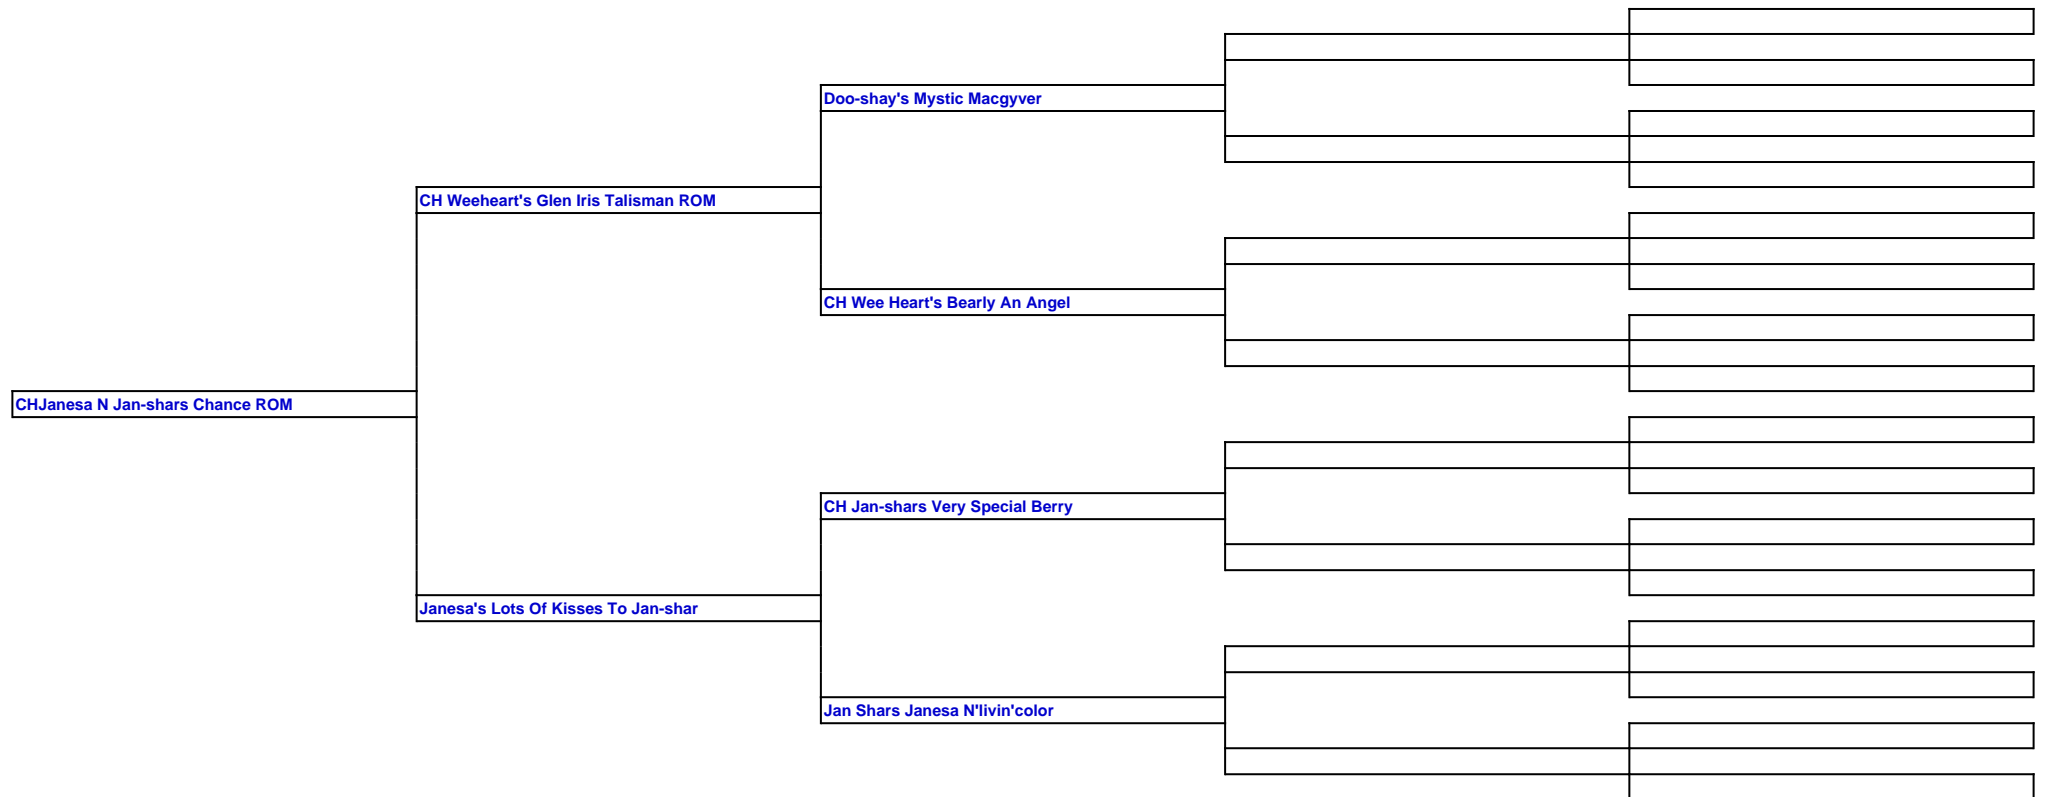 Doo-shay's Mystic Macgyver
CH Weeheart's Glen Iris Talisman ROM
CH Wee Heart's Bearly An Angel
CHJanesa N Jan-shars Chance ROM
CH Jan-shars Very Special Berry
Janesa's Lots Of Kisses To Jan-shar
Jan Shars Janesa N'livin'color